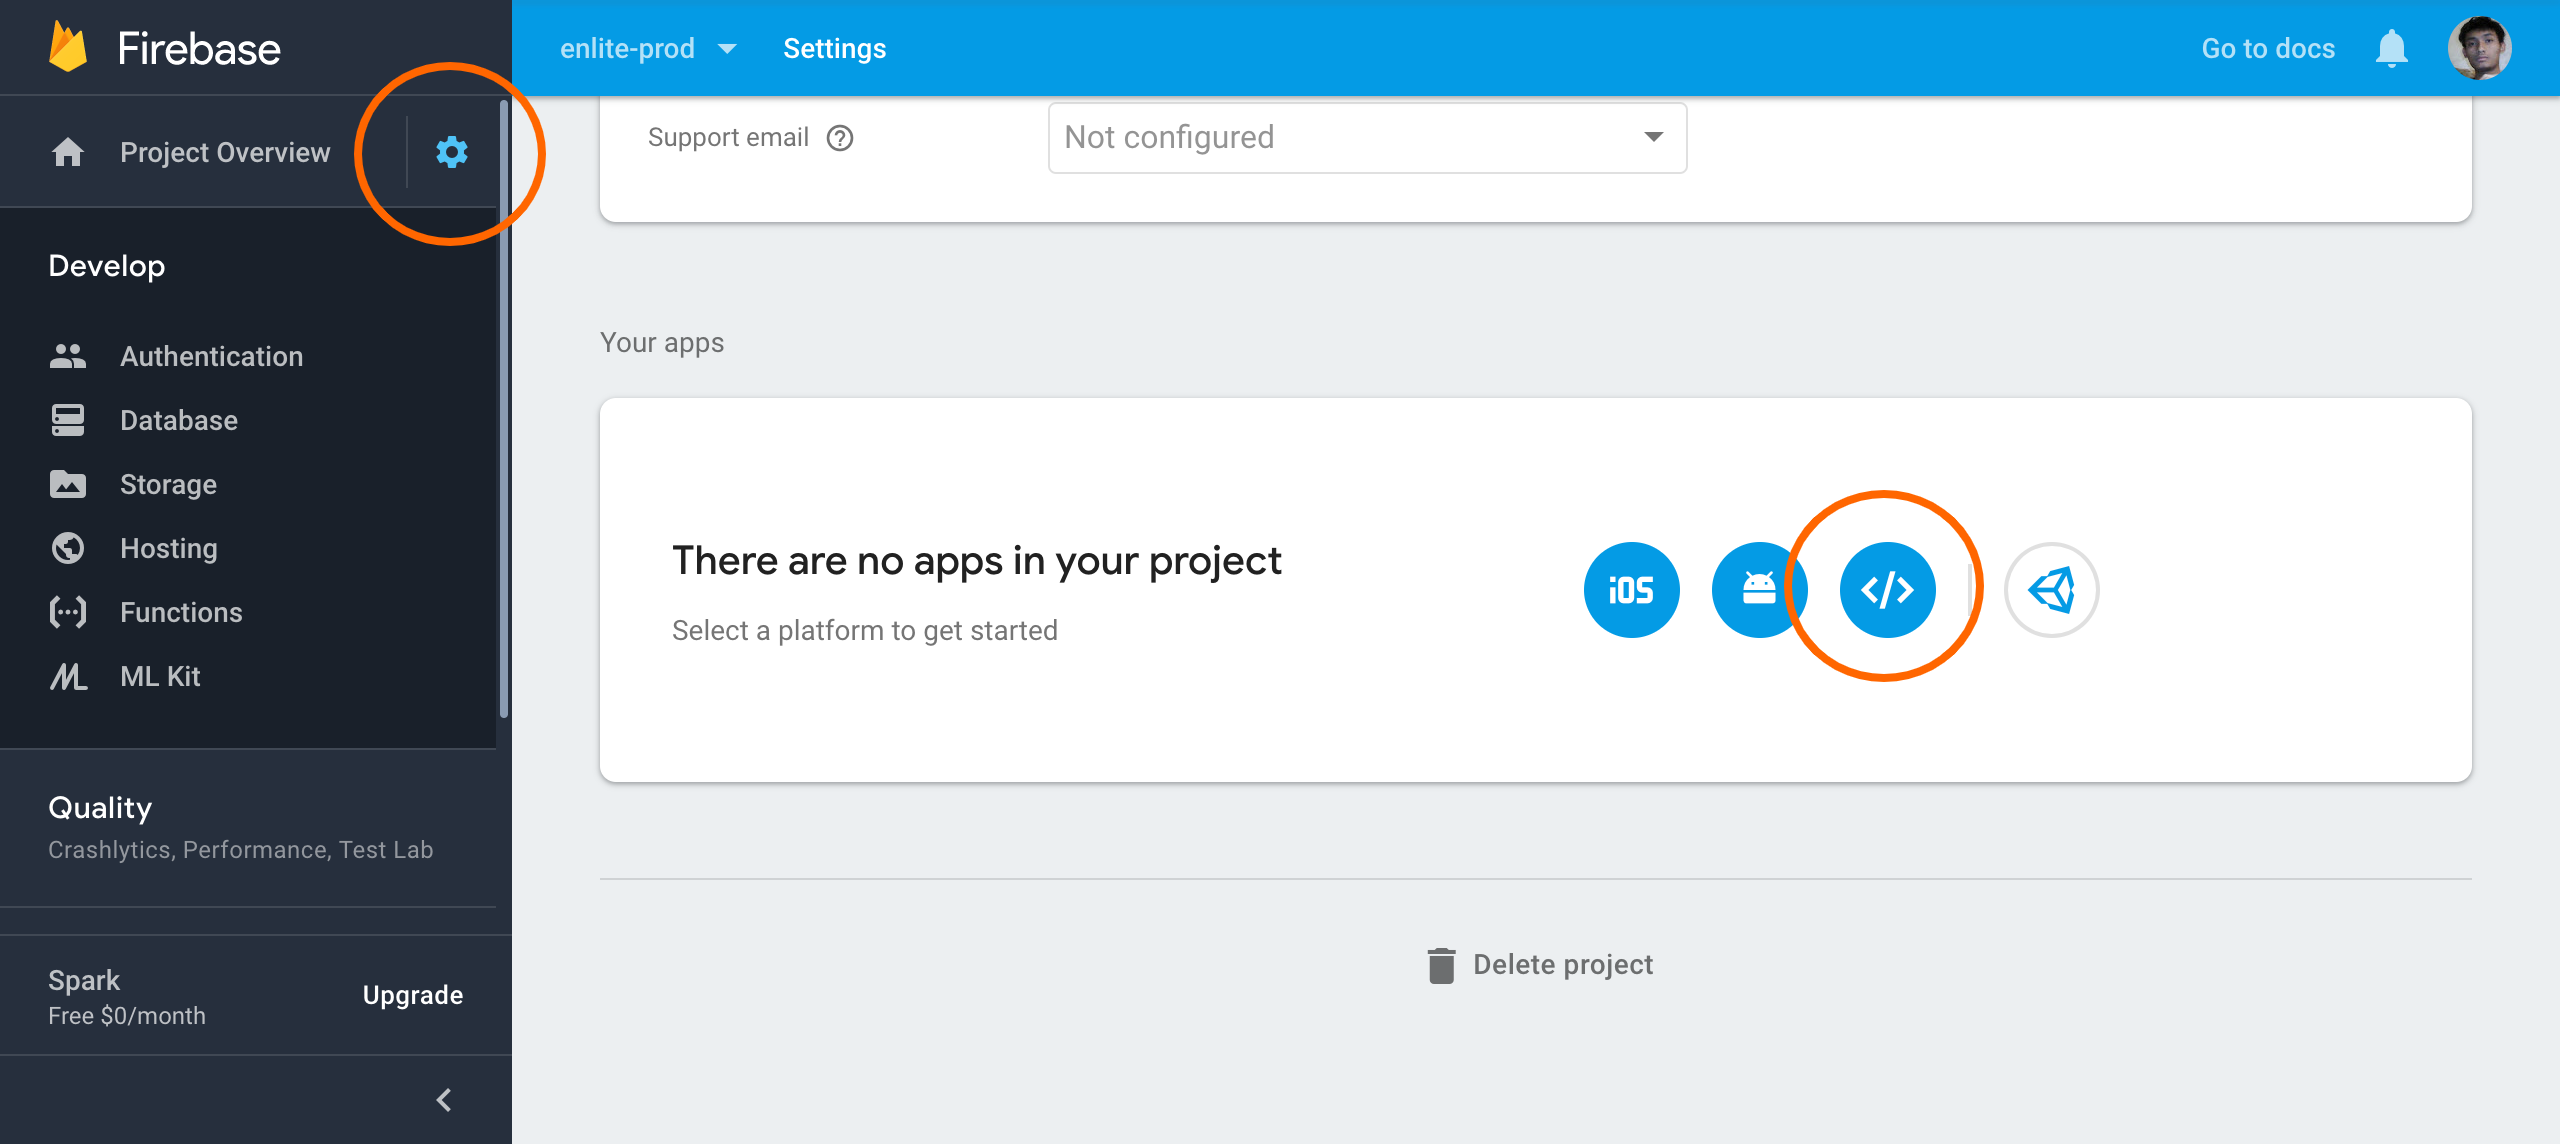 Firebase
enlite-prod
Settings
Go to docs
Project Overview
Support email
Not configured
Develop
Authentication
Database
Storage
Hosting
Functions
ML Kit
Your apps
There are no apps in your project
Select a platform to get started
iOS
</>
Quality
Crashlytics, Performance, Test Lab
Spark
Free $0/month
Upgrade
Delete project